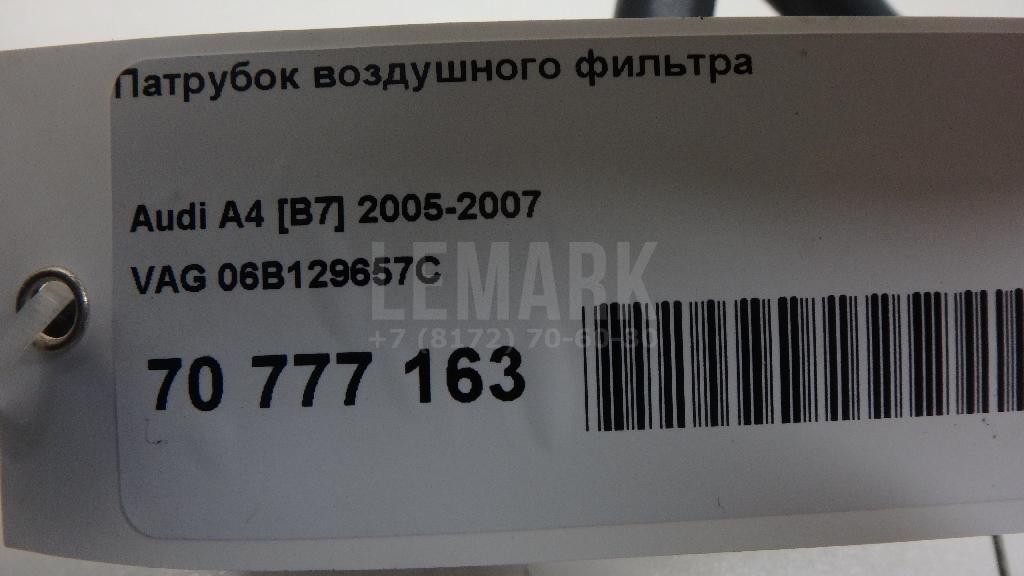 Патрубок воздушного фильтра
Audi A4 [B7] 2005-2007
VAG 06B129657C
LEMARK
+7 (8172) 70-60-80
70 777 163